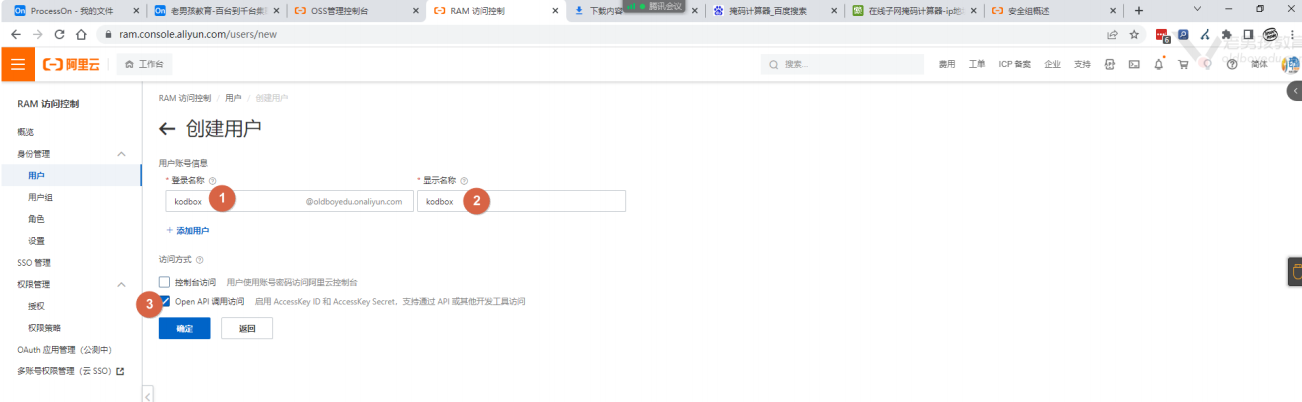 ProcessOn - 我的文件
老男孩教育-百台到千台集
OSS管理控制台
RAM 访问控制
下载内容
腾讯会议
掩码计算器_百度搜索
在线子网掩码计算器-ip地
安全组概述
ram.console.aliyun.com/users/new
6
阿里云
工作台
搜索...
费用
工单
ICP 备案
企业
支持
简体
老男孩教育
oldboyedu
RAM 访问控制
概览
身份管理
用户
用户组
角色
设置
SSO 管理
权限管理
授权
权限策略
OAuth 应用管理（公测中）
多账号权限管理（云 SSO）
RAM 访问控制 / 用户 / 创建用户
← 创建用户
用户账号信息
* 登录名称
* 显示名称
kodbox
1
@oldboyedu.onaliyun.com
kodbox
2
+ 添加用户
访问方式
控制台访问 用户使用账号密码访问阿里云控制台
3
Open API 调用访问 启用 AccessKey ID 和 AccessKey Secret，支持通过 API 或其他开发工具访问
确定
返回